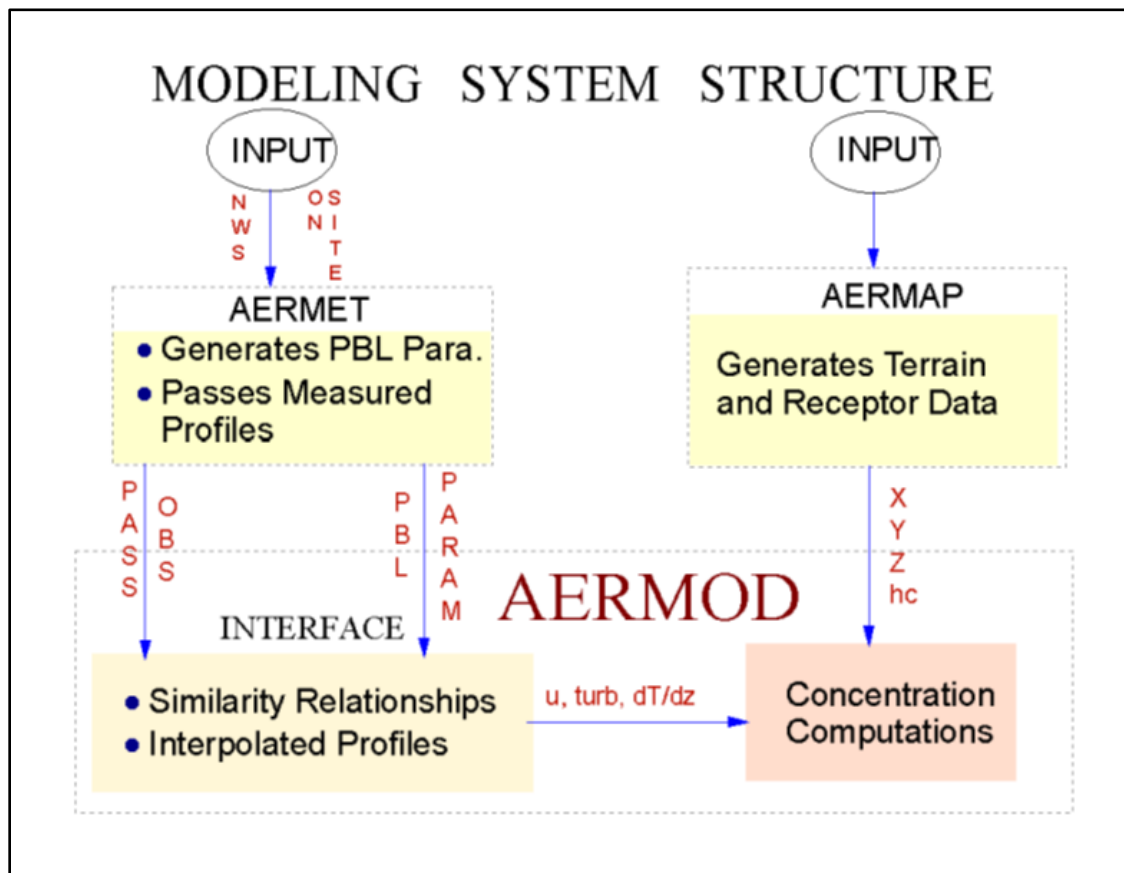 MODELING SYSTEM STRUCTURE
INPUT
INPUT
NWS
ON
SITE
AERMET
• Generates PBL Para.
• Passes Measured
Profiles
AERMAP
Generates Terrain
and Receptor Data
PASS
OBS
PBL
PARAM
X
Y
Z
hc
AERMOD
INTERFACE
• Similarity Relationships
• Interpolated Profiles
u, turb, dT/dz
Concentration
Computations